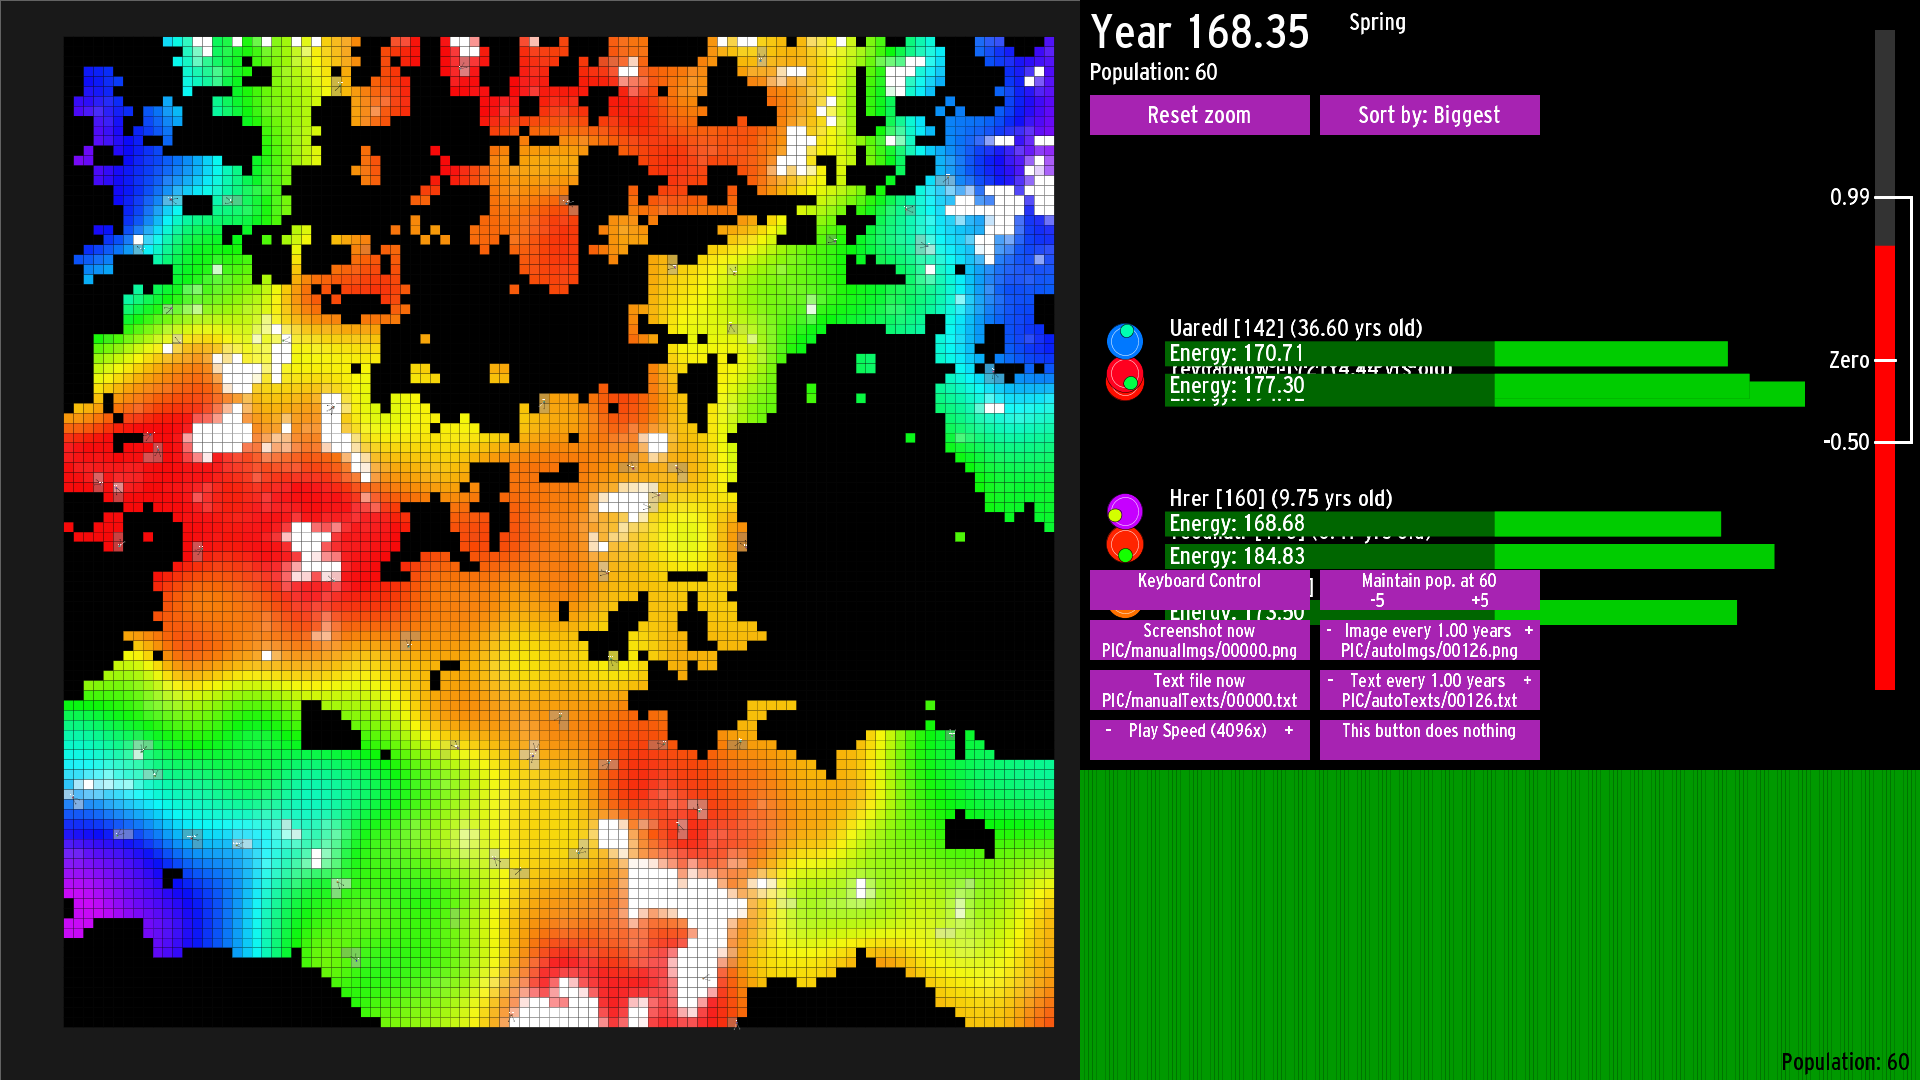 Year 168.35
Spring
Population: 60
Reset zoom
Sort by: Biggest
0.99
Zero
-0.50
Uaredl [142] (36.60 yrs old)
Energy: 170.71
Energy: 177.30
Hrer [160] (9.75 yrs old)
Energy: 168.68
Energy: 184.83
Energy: 173.50
Keyboard Control
Maintain pop. at 60
-5 +5
Screenshot now
PIC/manualImgs/00000.png
- Image every 1.00 years +
PIC/autoImgs/00126.png
Text file now
PIC/manualTexts/00000.txt
- Text every 1.00 years +
PIC/autoTexts/00126.txt
- Play Speed (4096x) +
This button does nothing
Population: 60